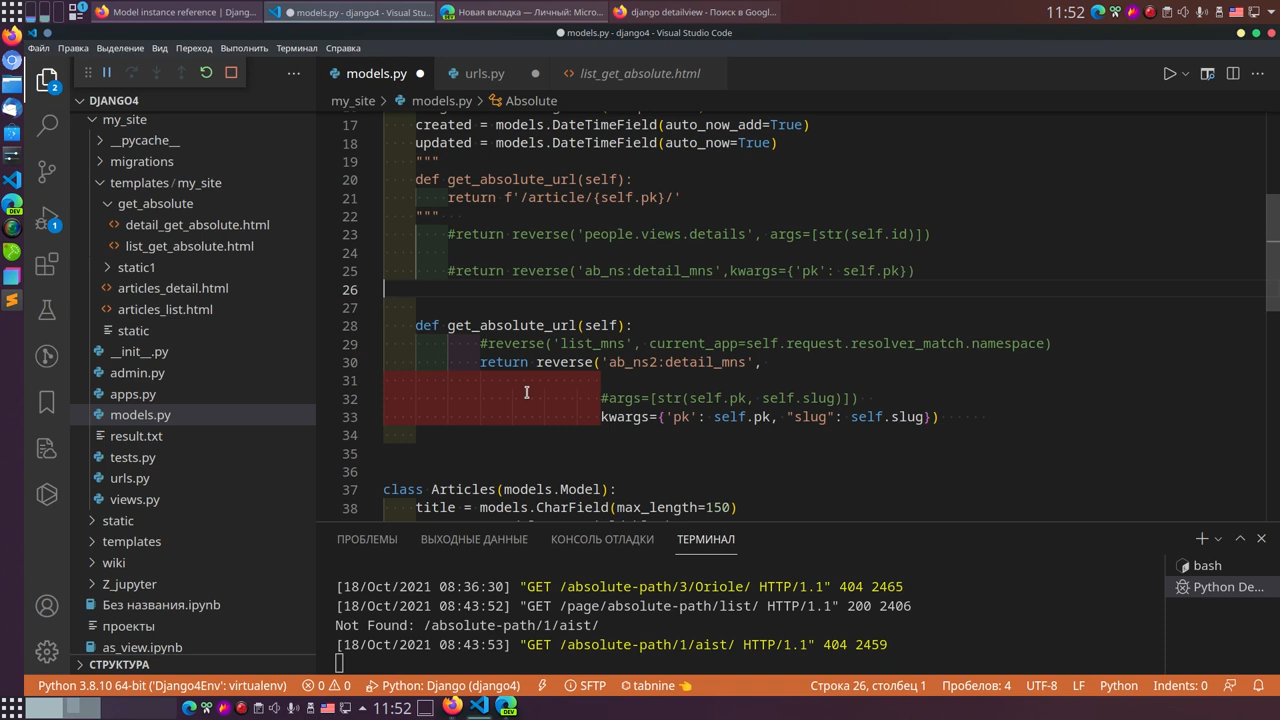 Model instance reference | Djang...
models.py - django4 - Visual Stu...
Новая вкладка — Личный: Micros...
django detailview - Поиск в Googl...
11:52
models.py - django4 - Visual Studio Code
Файл Правка Выделение Вид Переход Выполнить Терминал Справка
models.py
urls.py
list_get_absolute.html
my_site > models.py > Absolute
DJANGO4
my_site
__pycache__
migrations
templates / my_site
get_absolute
detail_get_absolute.html
list_get_absolute.html
static1
articles_detail.html
articles_list.html
static
__init__.py
admin.py
apps.py
models.py
result.txt
tests.py
urls.py
views.py
static
templates
wiki
Z_jupyter
Без названия.ipynb
проекты
as_view.ipynb
СТРУКТУРА
2
1
17 created = models.DateTimeField(auto_now_add=True)
18 updated = models.DateTimeField(auto_now=True)
19 """
20 def get_absolute_url(self):
21 return f'/article/{self.pk}/'
22 """
23 #return reverse('people.views.details', args=[str(self.id)])
24
25 #return reverse('ab_ns:detail_mns',kwargs={'pk': self.pk})
26
27
28 def get_absolute_url(self):
29 #reverse('list_mns', current_app=self.request.resolver_match.namespace)
30 return reverse('ab_ns2:detail_mns',
31
32 #args=[str(self.pk, self.slug)])
33 kwargs={'pk': self.pk, "slug": self.slug})
34
35
36
37 class Articles(models.Model):
38 title = models.CharField(max_length=150)
ПРОБЛЕМЫ ВЫХОДНЫЕ ДАННЫЕ КОНСОЛЬ ОТЛАДКИ ТЕРМИНАЛ
[18/Oct/2021 08:36:30] "GET /absolute-path/3/Oriole/ HTTP/1.1" 404 2465
[18/Oct/2021 08:43:52] "GET /page/absolute-path/list/ HTTP/1.1" 200 2406
Not Found: /absolute-path/1/aist/
[18/Oct/2021 08:43:53] "GET /absolute-path/1/aist/ HTTP/1.1" 404 2459
bash
Python De...
Python 3.8.10 64-bit ('Django4Env': virtualenv) 0 0 Python: Django (django4) SFTP tabnine Строка 26, столбец 1 Пробелов: 4 UTF-8 LF Python Indents: 0
11:52